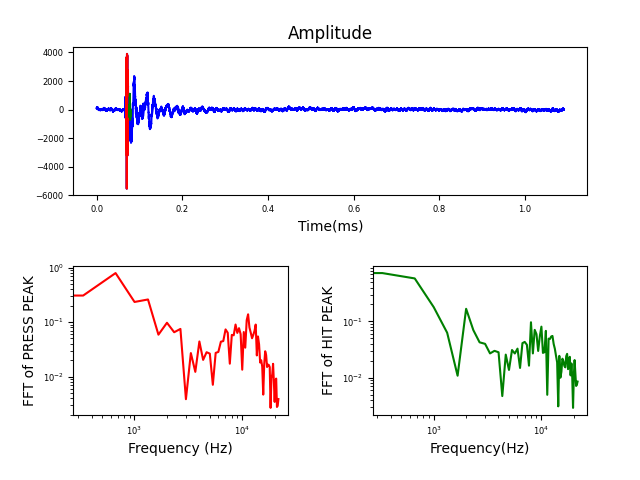 Amplitude
4000
2000
0
−2000
−4000
−6000
0.0 0.2 0.4 0.6 0.8 1.0
Time(ms)
FFT of PRESS PEAK
10⁰
10⁻¹
10⁻²
10³ 10⁴
Frequency (Hz)
FFT of HIT PEAK
10⁻¹
10⁻²
10³ 10⁴
Frequency(Hz)